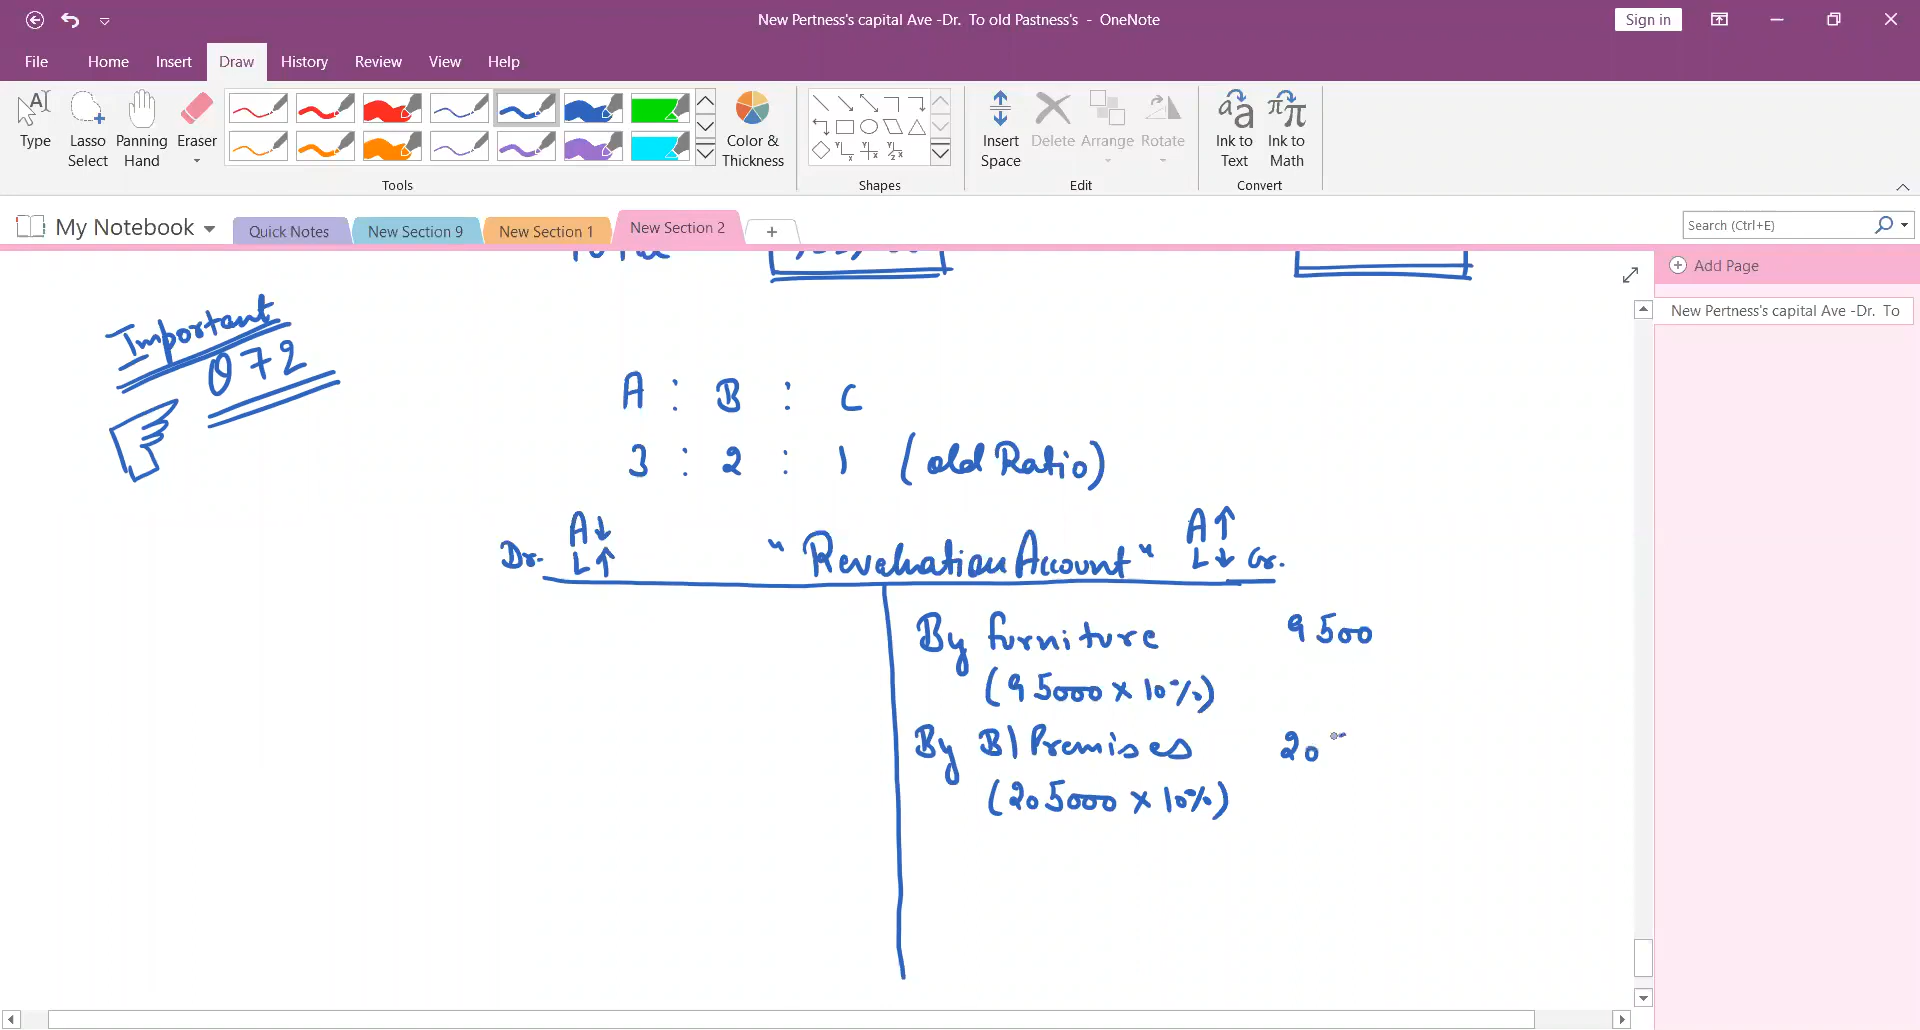 New Pertness's capital Ave -Dr. To old Pastness's - OneNote
Sign in
File Home Insert Draw History Review View Help
Type
Lasso Select
Panning Hand
Eraser
Color & Thickness
Insert Space
Delete
Arrange
Rotate
Ink to Text
Ink to Math
Tools Shapes Edit Convert
My Notebook Quick Notes New Section 9 New Section 1 New Section 2
Search (Ctrl+E)
Add Page
New Pertness's capital Ave -Dr. To
Total
Important
Q 72
A : B : C
3 : 2 : 1 (old Ratio)
A↓ A↑
Dr. L↑ "Revaluation Account" L↓ Cr.
By furniture 9500
(95000 × 10%)
By B/Premises 20
(205000 × 10%)